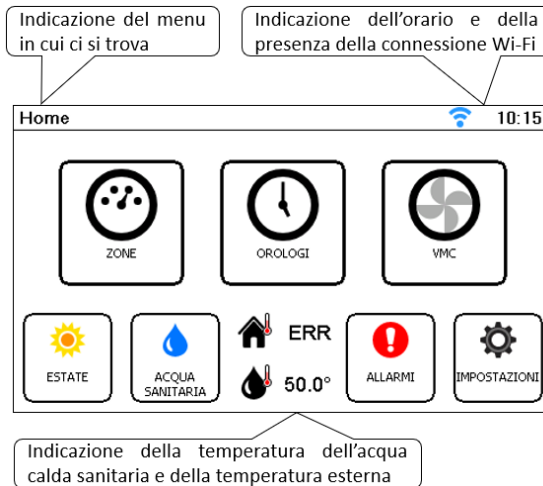 Indicazione del menu
in cui ci si trova
Indicazione dell'orario e della
presenza della connessione Wi-Fi
Home
10:15
ZONE
OROLOGI
VMC
ESTATE
ACQUA
SANITARIA
ERR
50.0°
ALLARMI
IMPOSTAZIONI
Indicazione della temperatura dell'acqua
calda sanitaria e della temperatura esterna